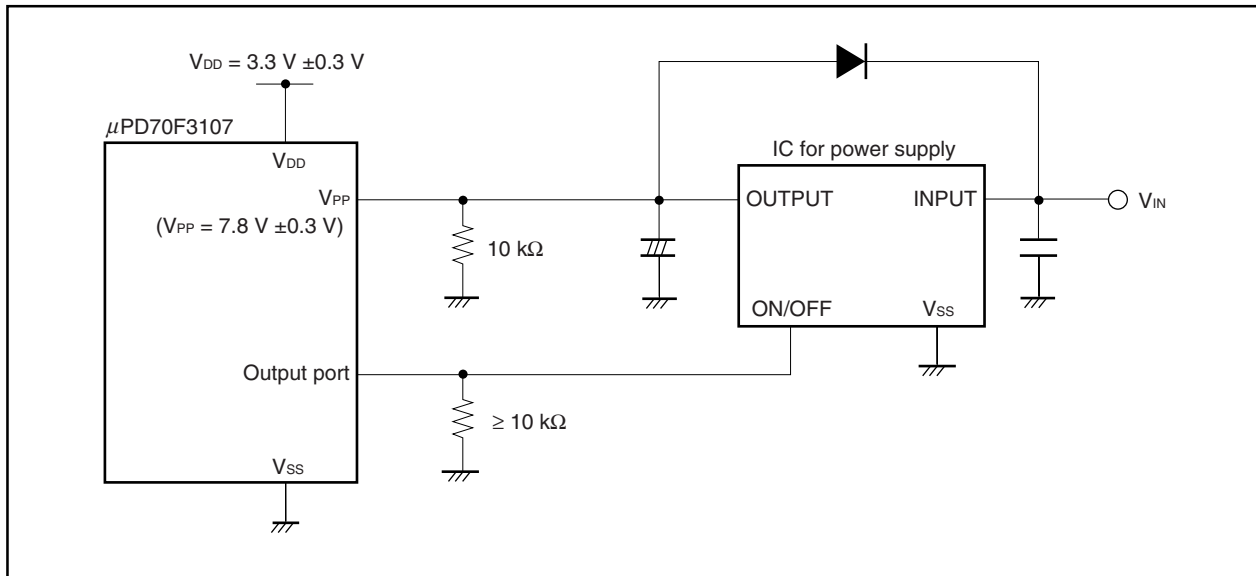 VDD = 3.3 V ±0.3 V
μPD70F3107
VDD
VPP
(VPP = 7.8 V ±0.3 V)
10 kΩ
IC for power supply
OUTPUT
INPUT
VIN
ON/OFF
VSS
Output port
≥ 10 kΩ
VSS